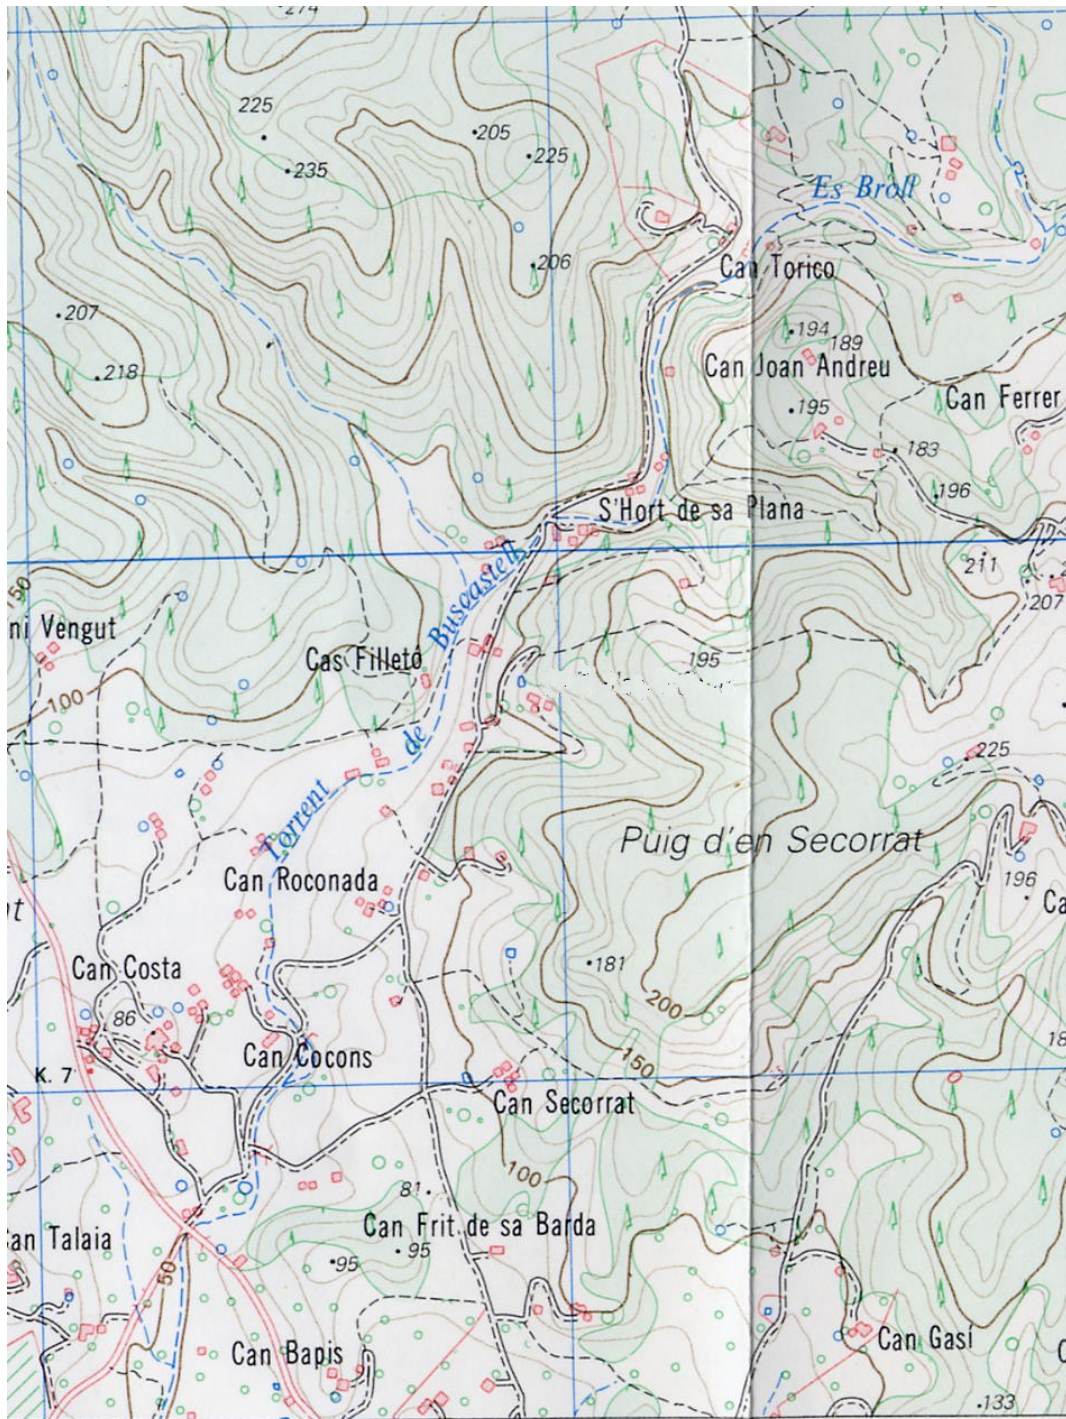 274
225
205
225
235
Es Broll
206
Can Torico
207
194
189
Can Joan Andreu
218
195
Can Ferrer
183
196
S'Hort de sa Plana
211
150
207
ni Vengut
Cas Filletó
195
100
Torrent de Buscastell
225
Puig d'en Secorrat
Can Roconada
196
Ca
Can Costa
181
200
86
Can Cocons
150
18
K. 7
Can Secorrat
100
81
Can Frit de sa Barda
an Talaia
95
95
50
Can Bapis
Can Gasí
133